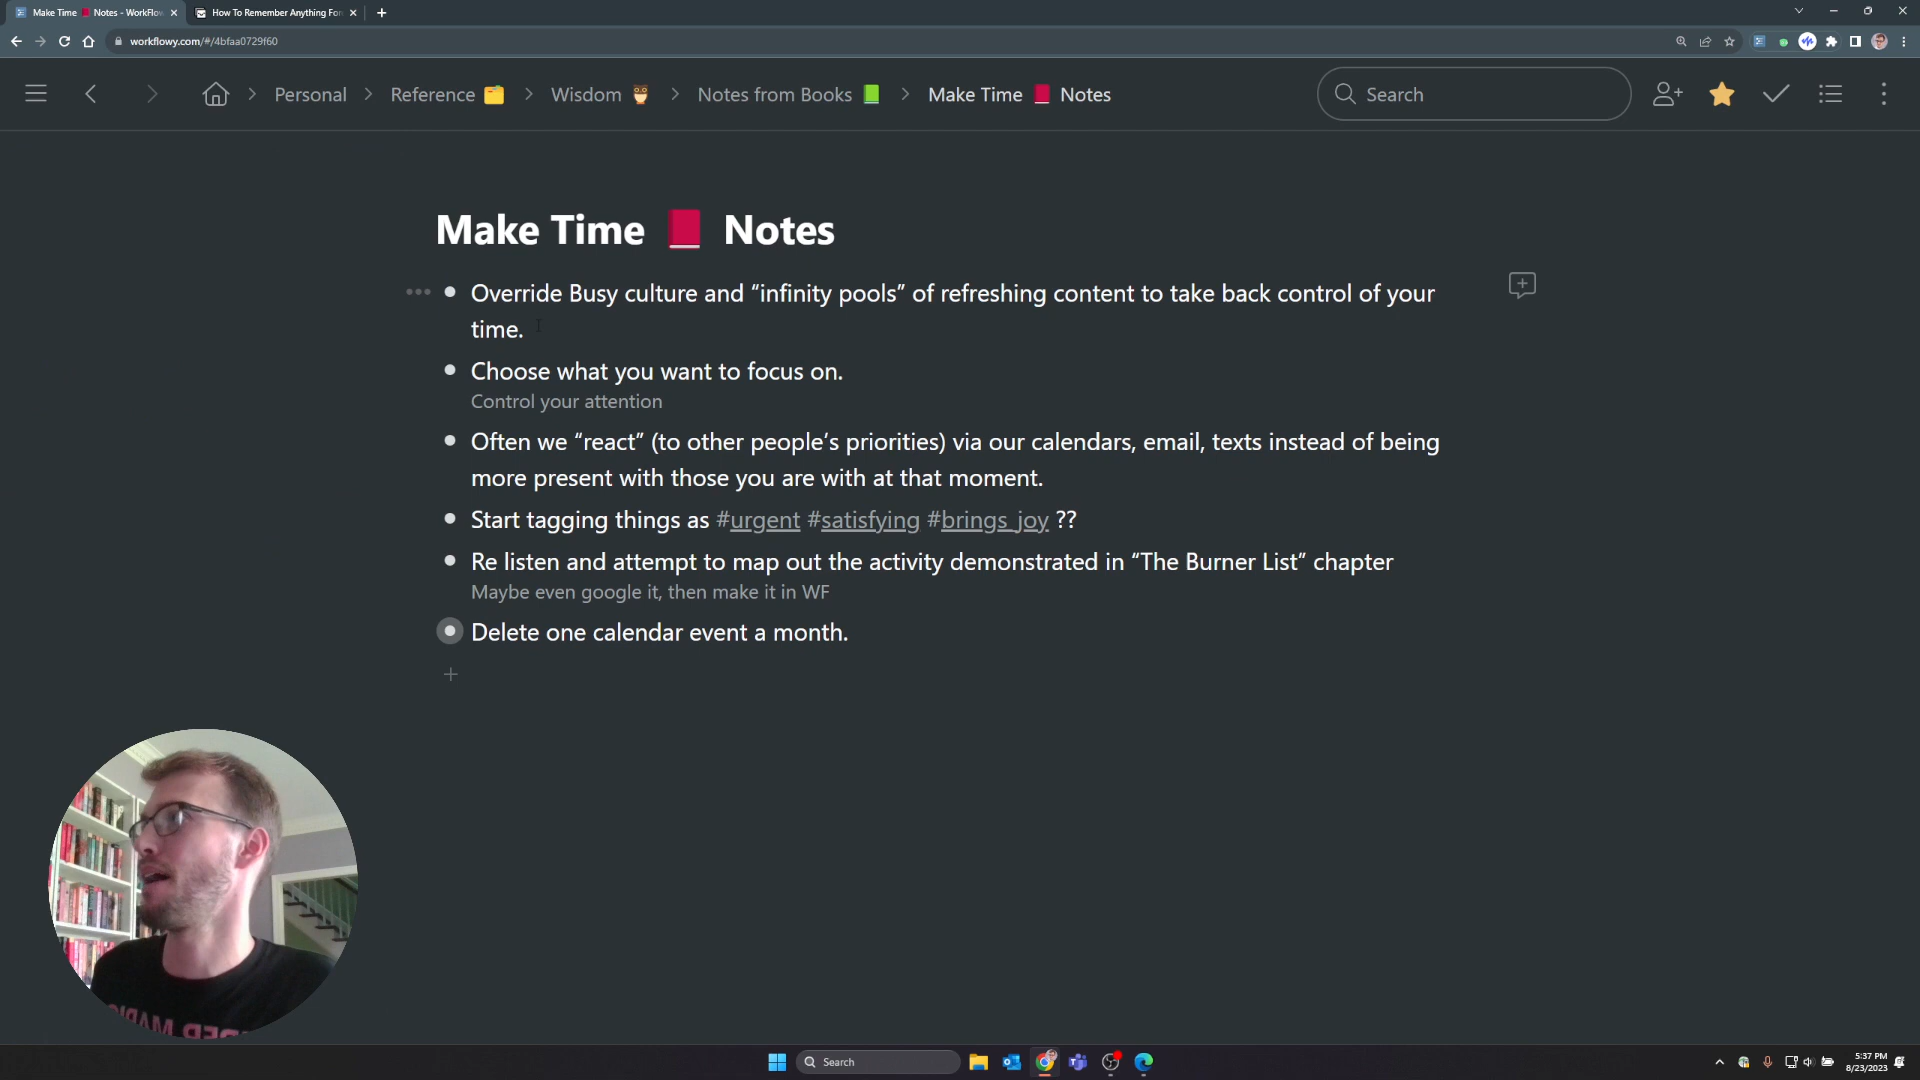 Make Time Notes - WorkFlow
How To Remember Anything For
workflowy.com/#/4bfaa0729f60
Personal > Reference > Wisdom > Notes from Books > Make Time Notes
Search
Make Time Notes
Override Busy culture and “infinity pools” of refreshing content to take back control of your
time.
Choose what you want to focus on.
Control your attention
Often we “react” (to other people’s priorities) via our calendars, email, texts instead of being
more present with those you are with at that moment.
Start tagging things as #urgent #satisfying #brings_joy ??
Re listen and attempt to map out the activity demonstrated in “The Burner List” chapter
Maybe even google it, then make it in WF
Delete one calendar event a month.
Search
5:37 PM
8/23/2023